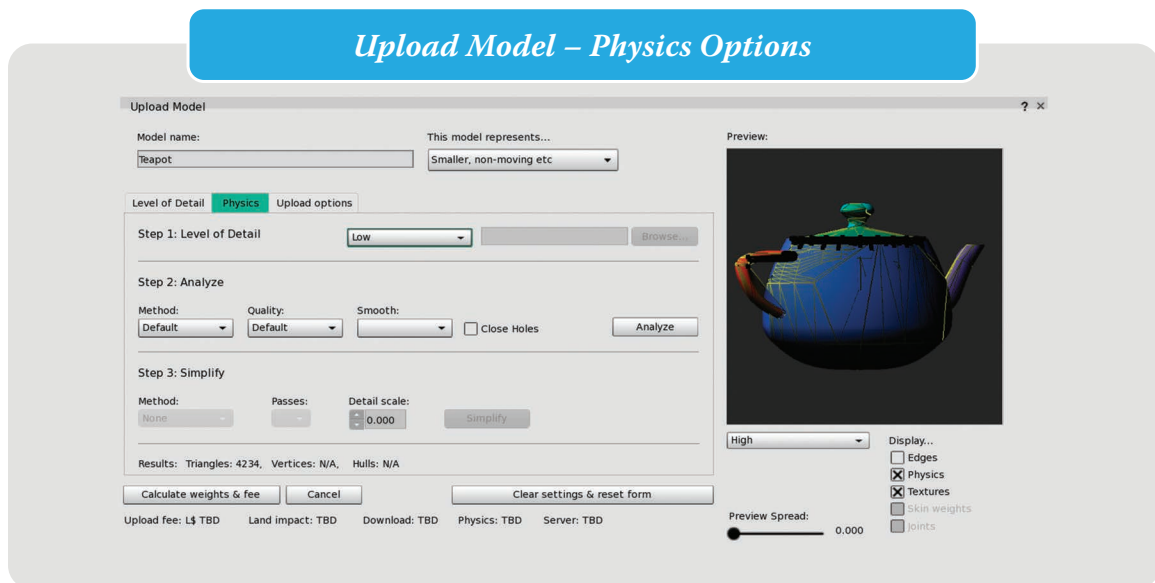 Upload Model – Physics Options
Upload Model ? ×
Model name: This model represents... Preview:
Teapot Smaller, non-moving etc
Level of Detail Physics Upload options
Step 1: Level of Detail Low Browse...
Step 2: Analyze
Method: Quality: Smooth:
Default Default Close Holes Analyze
Step 3: Simplify
Method: Passes: Detail scale:
None 0.000 Simplify
Results: Triangles: 4234, Vertices: N/A, Hulls: N/A
Calculate weights & fee Cancel Clear settings & reset form
Upload fee: L$ TBD Land impact: TBD Download: TBD Physics: TBD Server: TBD
High Display...
Edges
Physics
Textures
Skin weights
Joints
Preview Spread:
0.000